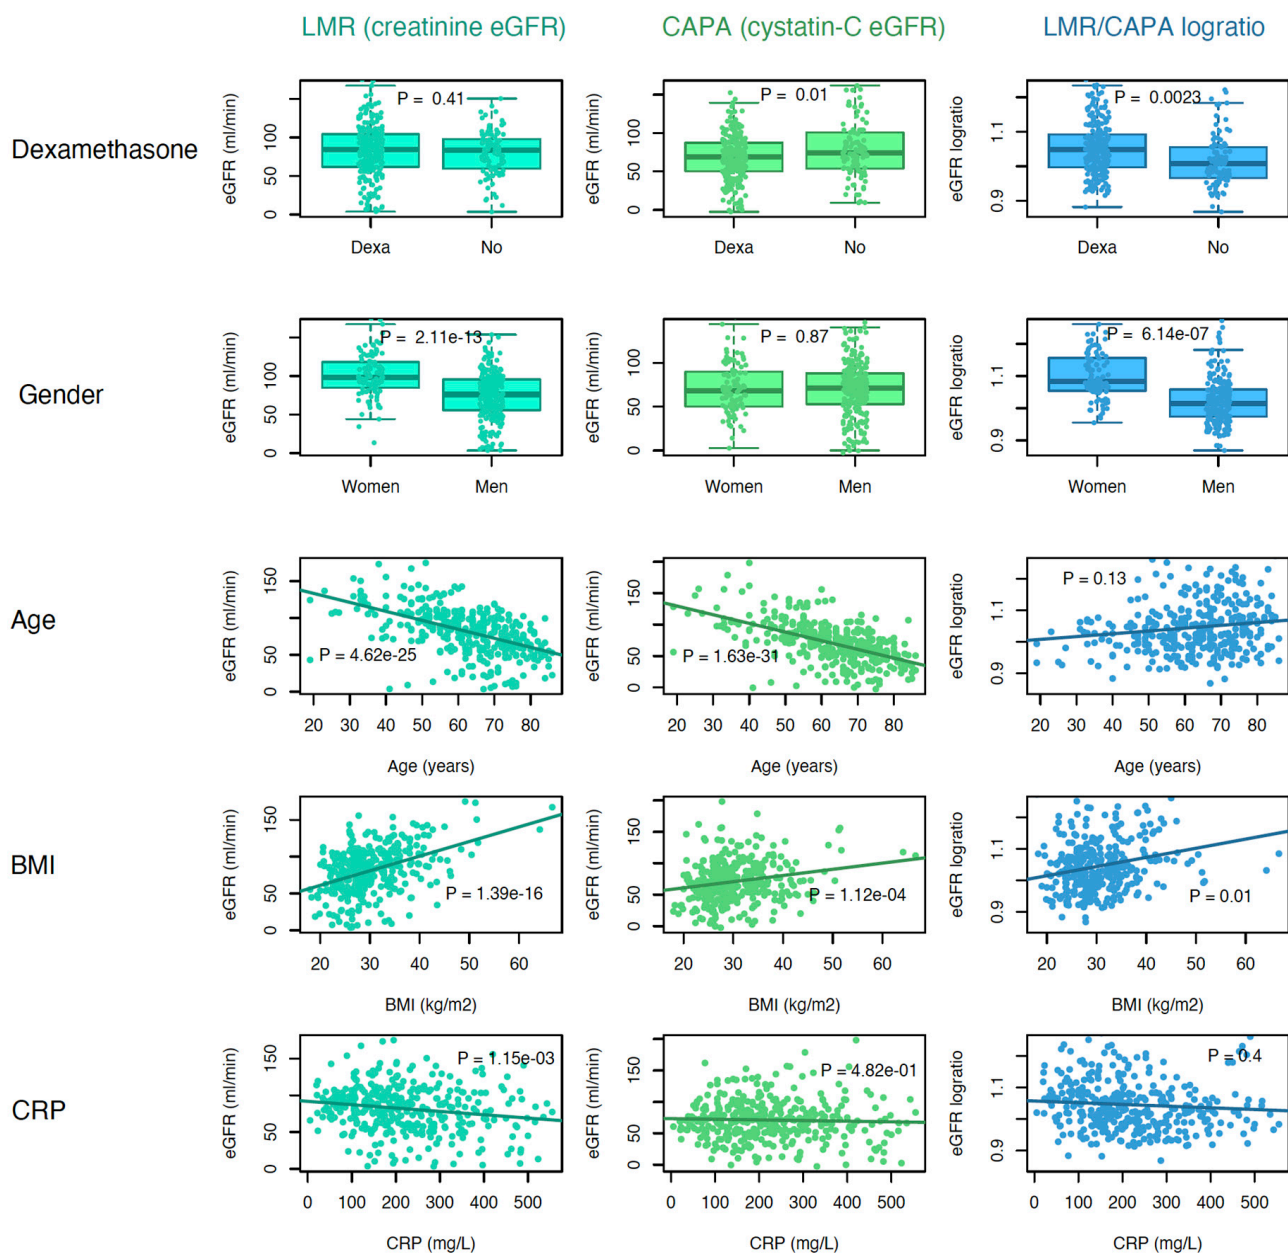 LMR (creatinine eGFR) CAPA (cystatin-C eGFR) LMR/CAPA logratio
Dexamethasone
eGFR (ml/min)
0 50 100
P = 0.41
Dexa No
eGFR (ml/min)
0 50 100
P = 0.01
Dexa No
eGFR logratio
0.9 1.1
P = 0.0023
Dexa No
Gender
eGFR (ml/min)
0 50 100
P = 2.11e-13
Women Men
eGFR (ml/min)
0 50 100
P = 0.87
Women Men
eGFR logratio
0.9 1.1
P = 6.14e-07
Women Men
Age
eGFR (ml/min)
0 50 150
P = 4.62e-25
20 30 40 50 60 70 80
Age (years)
eGFR (ml/min)
0 50 150
P = 1.63e-31
20 30 40 50 60 70 80
Age (years)
eGFR logratio
0.9 1.1
P = 0.13
20 30 40 50 60 70 80
Age (years)
BMI
eGFR (ml/min)
0 50 150
P = 1.39e-16
20 30 40 50 60
BMI (kg/m2)
eGFR (ml/min)
0 50 150
P = 1.12e-04
20 30 40 50 60
BMI (kg/m2)
eGFR logratio
0.9 1.1
P = 0.01
20 30 40 50 60
BMI (kg/m2)
CRP
eGFR (ml/min)
0 50 150
P = 1.15e-03
0 100 200 300 400 500
CRP (mg/L)
eGFR (ml/min)
0 50 150
P = 4.82e-01
0 100 200 300 400 500
CRP (mg/L)
eGFR logratio
0.9 1.1
P = 0.4
0 100 200 300 400 500
CRP (mg/L)